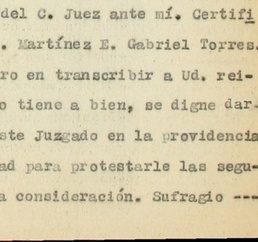 del C. Juez ante mí. Certifi
. Martínez E. Gabriel Torres.
ro en transcribir a Ud. rei-
o tiene a bien, se digne dar-
ste Juzgado en la providencia
ad para protestarle las segu-
a consideración. Sufragio ---